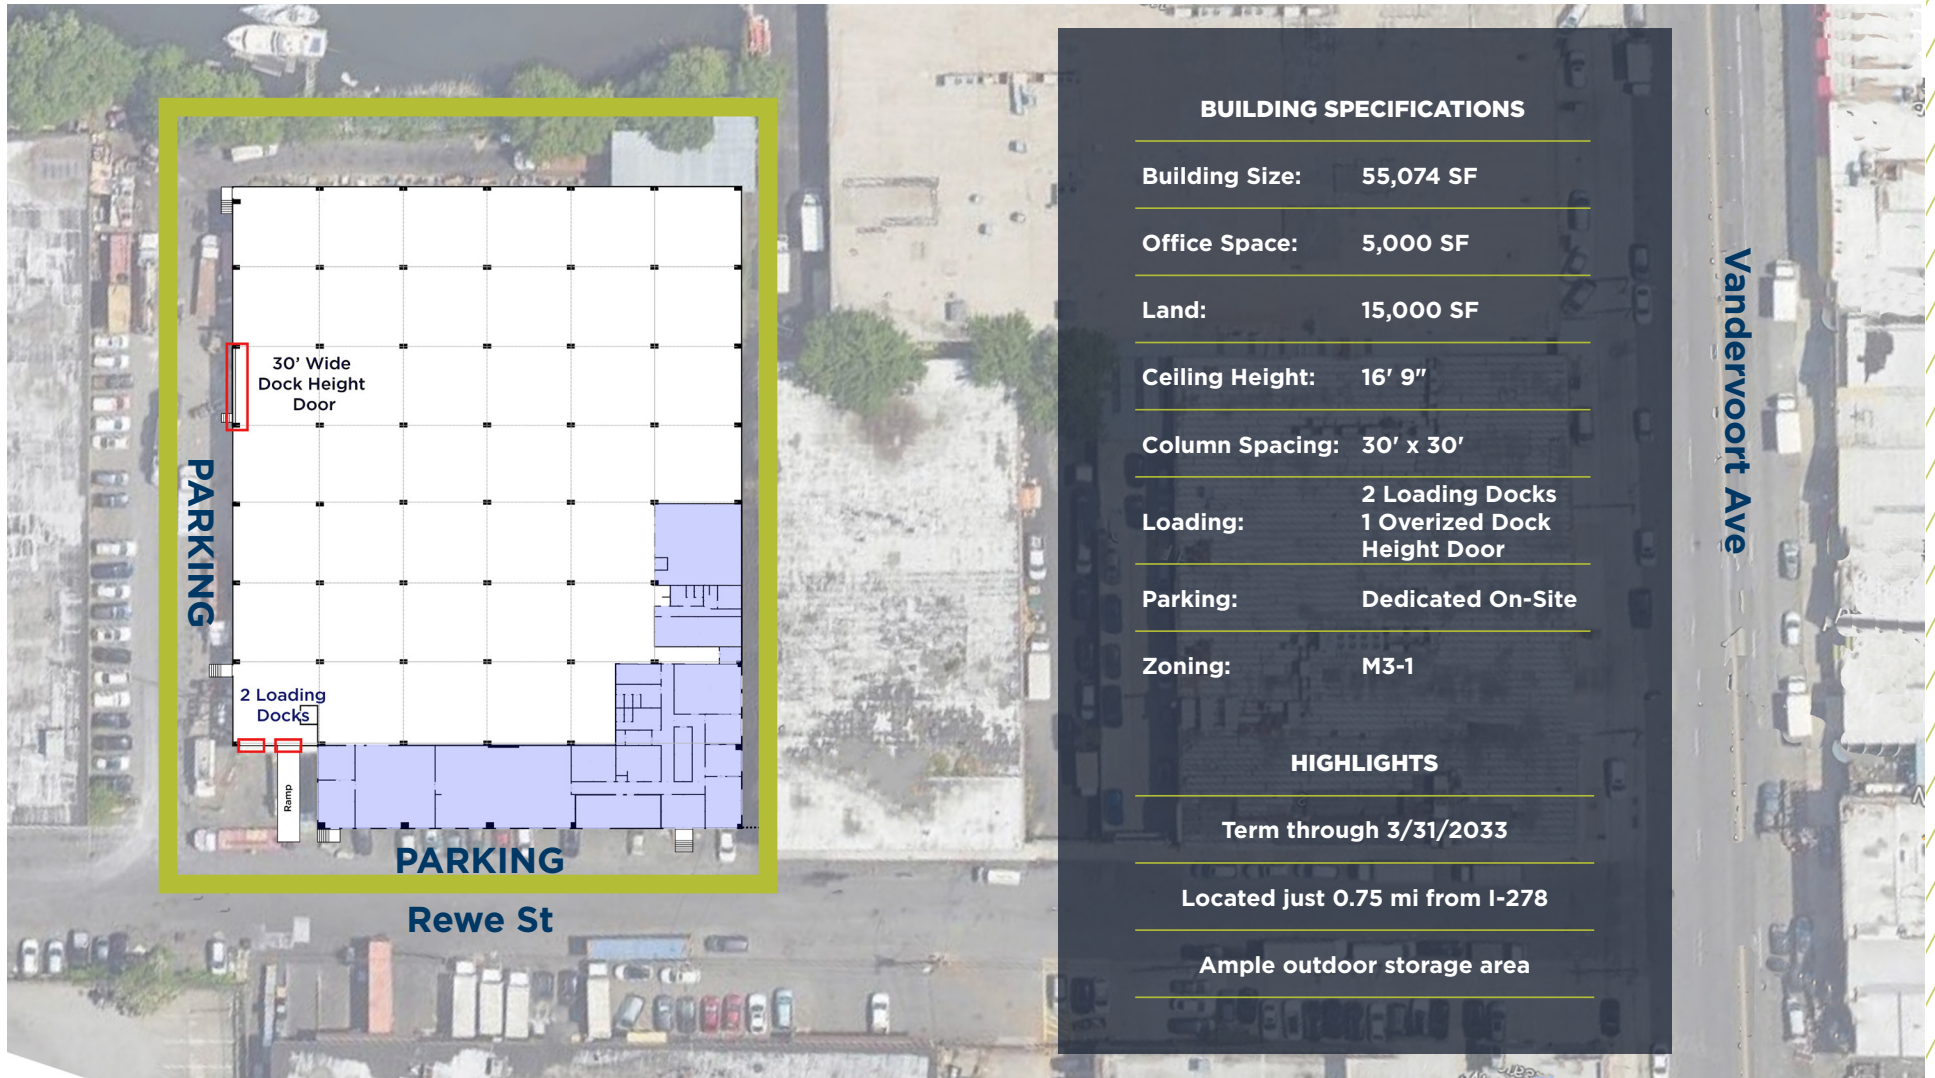 30' Wide
Dock Height
Door
PARKING
2 Loading
Docks
Ramp
PARKING
Rewe St
BUILDING SPECIFICATIONS
Building Size: 55,074 SF
Office Space: 5,000 SF
Land: 15,000 SF
Ceiling Height: 16' 9"
Column Spacing: 30' x 30'
Loading: 2 Loading Docks
1 Overized Dock
Height Door
Parking: Dedicated On-Site
Zoning: M3-1
HIGHLIGHTS
Term through 3/31/2033
Located just 0.75 mi from I-278
Ample outdoor storage area
Vandervoort Ave